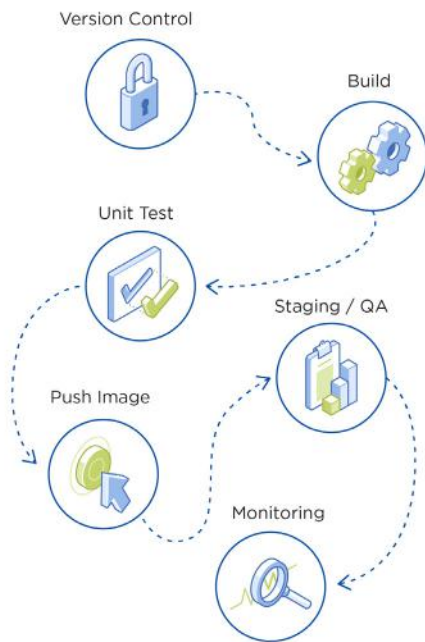 Version Control
Build
Unit Test
Staging / QA
Push Image
Monitoring